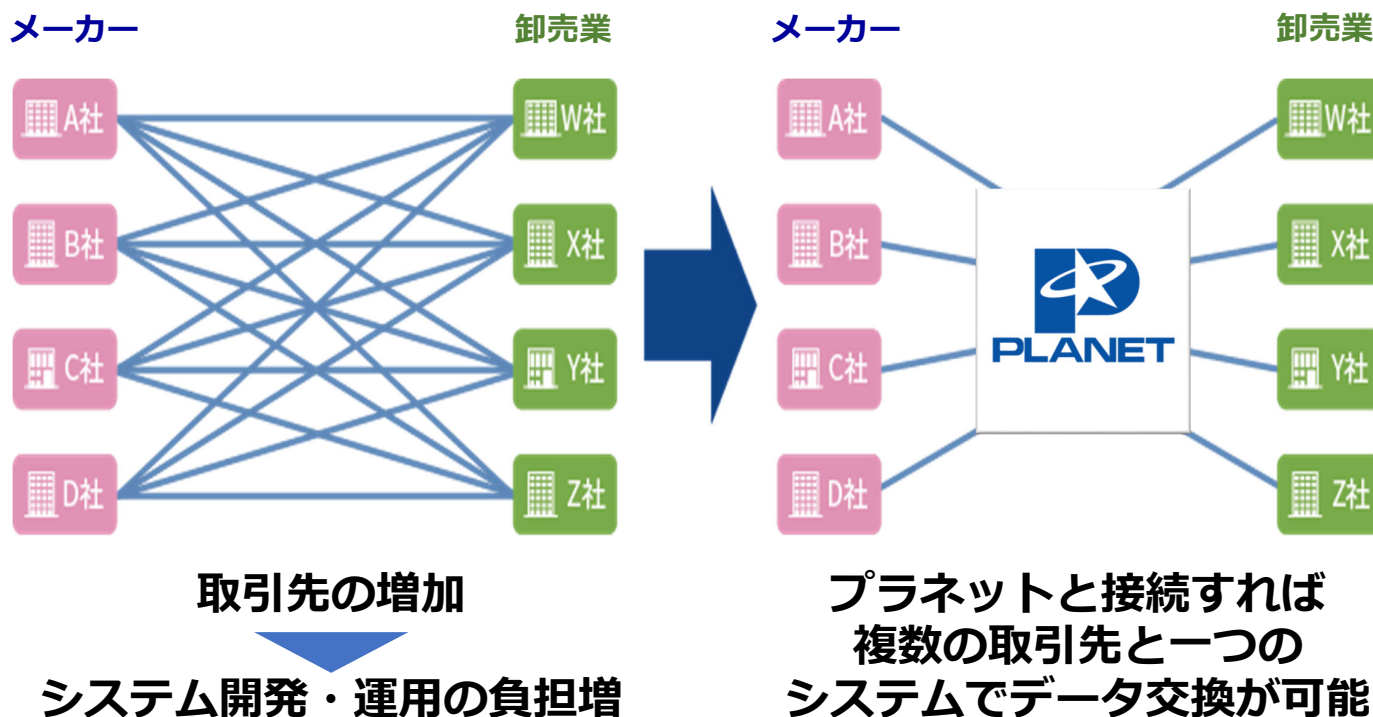 メーカー
卸売業
A社
W社
B社
X社
C社
Y社
D社
Z社
取引先の増加
システム開発・運用の負担増
メーカー
卸売業
A社
W社
B社
X社
PLANET
C社
Y社
D社
Z社
プラネットと接続すれば
複数の取引先と一つの
システムでデータ交換が可能